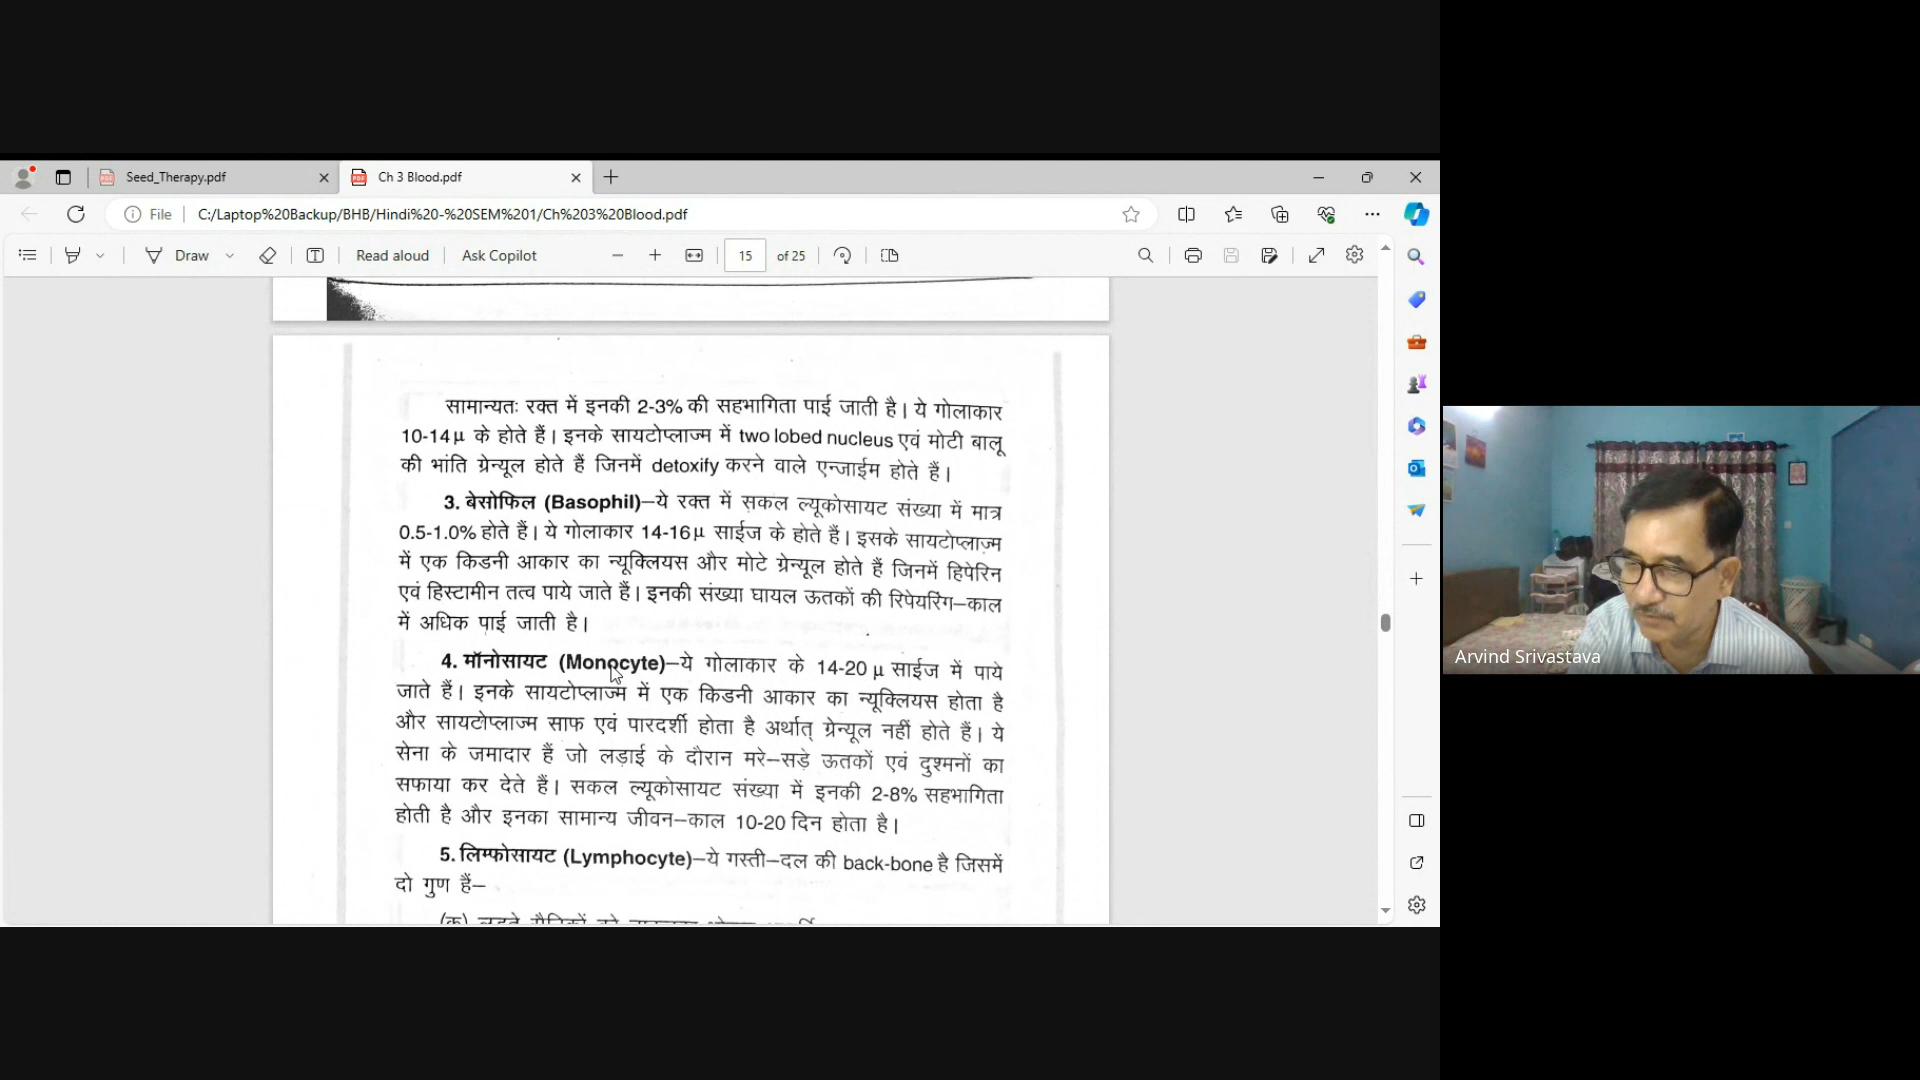 Seed_Therapy.pdf
Ch 3 Blood.pdf
File
C:/Laptop%20Backup/BHB/Hindi%20-%20SEM%201/Ch%203%20Blood.pdf
Draw
Read aloud
Ask Copilot
15
of 25
सामान्यतः रक्त में इनकी 2-3% की सहभागिता पाई जाती है। ये गोलाकार
10-14µ के होते हैं। इनके सायटोप्लाज्म में two lobed nucleus एवं मोटी बालू
की भांति ग्रेन्यूल होते हैं जिनमें detoxify करने वाले एन्जाईम होते हैं।
3. बेसोफिल (Basophil)–ये रक्त में सकल ल्यूकोसायट संख्या में मात्र
0.5-1.0% होते हैं। ये गोलाकार 14-16µ साईज के होते हैं। इसके सायटोप्लाज़्म
में एक किडनी आकार का न्यूक्लियस और मोटे ग्रेन्यूल होते हैं जिनमें हिपेरिन
एवं हिस्टामीन तत्व पाये जाते हैं। इनकी संख्या घायल ऊतकों की रिपेयरिंग–काल
में अधिक पाई जाती है।
4. मॉनोसायट (Monocyte)–ये गोलाकार के 14-20 µ साईज में पाये
जाते हैं। इनके सायटोप्लाज्म में एक किडनी आकार का न्यूक्लियस होता है
और सायटोप्लाज्म साफ एवं पारदर्शी होता है अर्थात् ग्रेन्यूल नहीं होते हैं। ये
सेना के जमादार हैं जो लड़ाई के दौरान मरे–सड़े ऊतकों एवं दुश्मनों का
सफाया कर देते हैं। सकल ल्यूकोसायट संख्या में इनकी 2-8% सहभागिता
होती है और इनका सामान्य जीवन–काल 10-20 दिन होता है।
5. लिम्फोसायट (Lymphocyte)–ये गस्ती–दल की back-bone है जिसमें
दो गुण हैं–
Arvind Srivastava